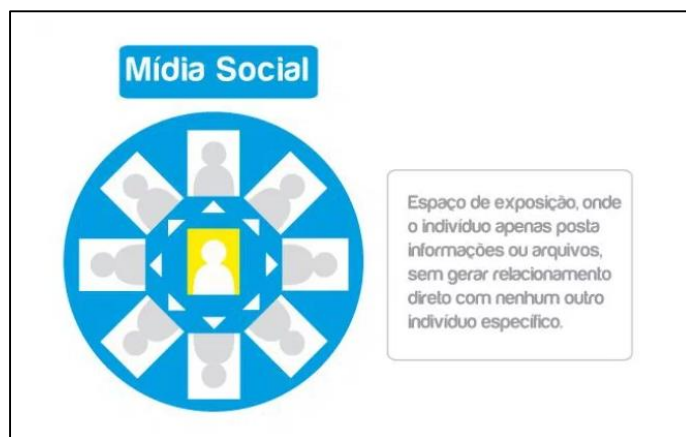 Mídia Social
Espaço de exposição, onde
o indivíduo apenas posta
informações ou arquivos,
sem gerar relacionamento
direto com nenhum outro
indivíduo específico.